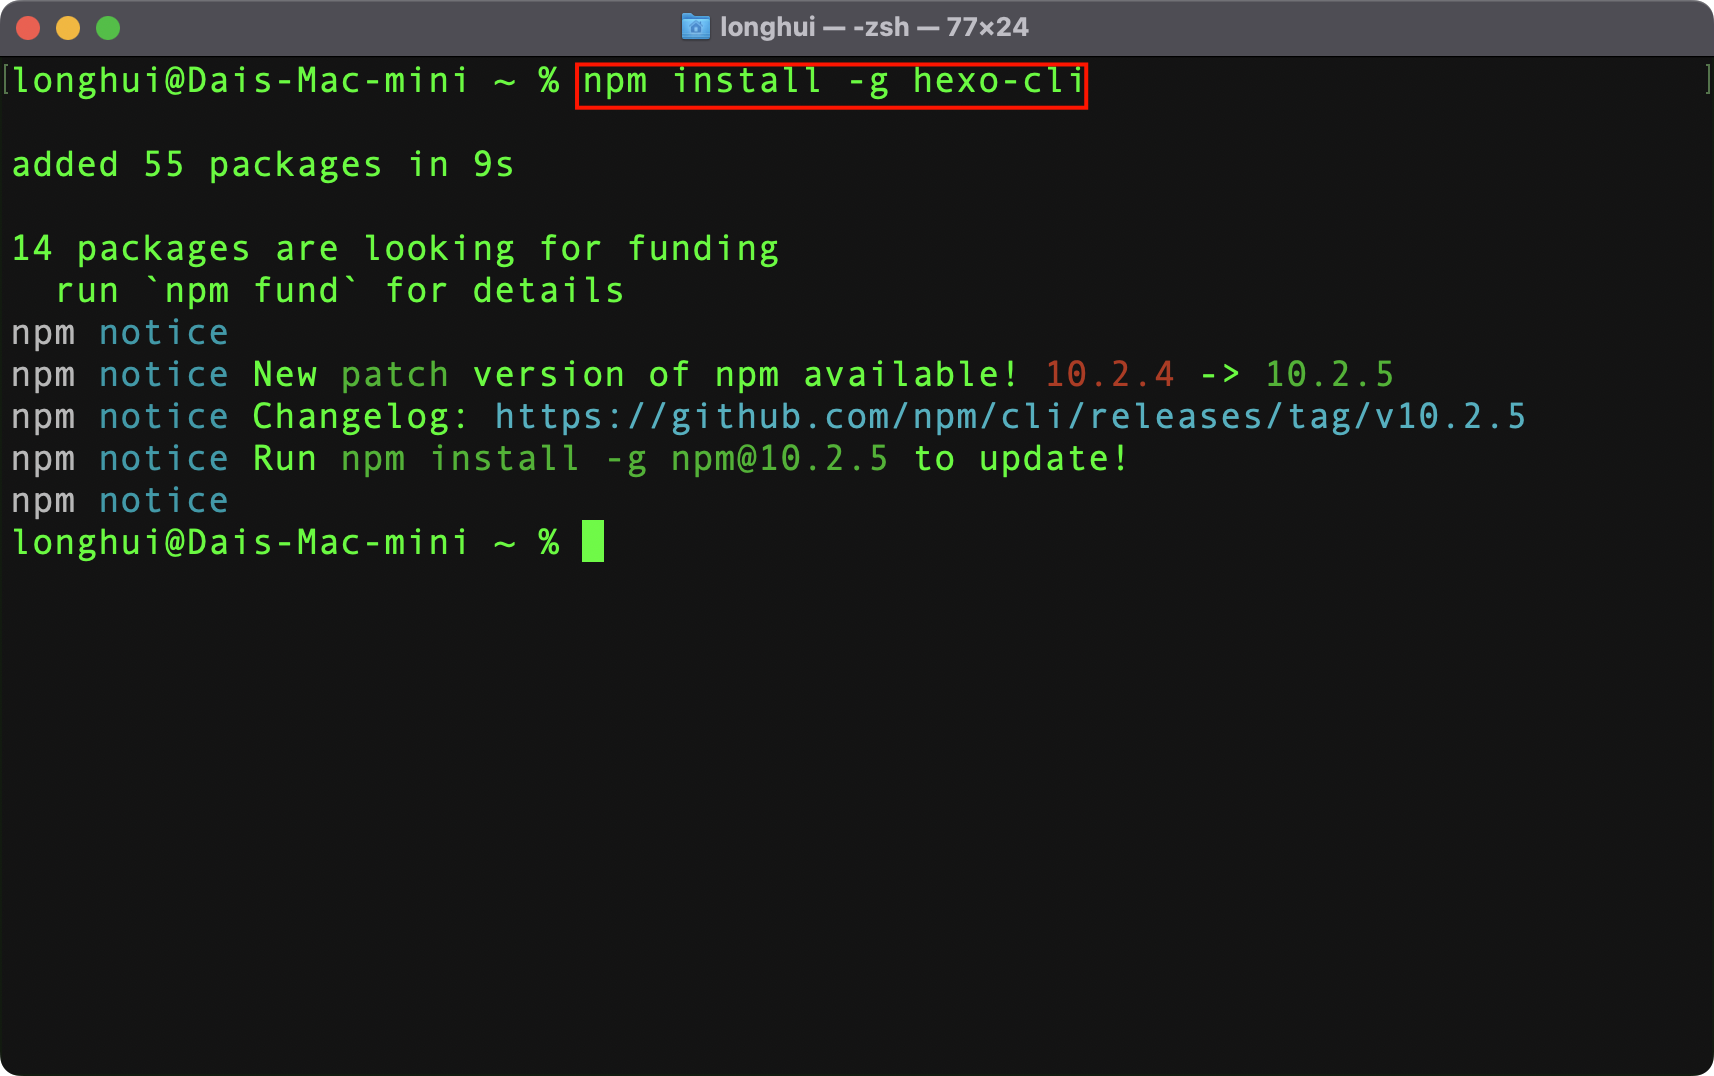 longhui — -zsh — 77×24
longhui@Dais-Mac-mini ~ % npm install -g hexo-cli
added 55 packages in 9s
14 packages are looking for funding
  run `npm fund` for details
npm notice
npm notice New patch version of npm available! 10.2.4 -> 10.2.5
npm notice Changelog: https://github.com/npm/cli/releases/tag/v10.2.5
npm notice Run npm install -g npm@10.2.5 to update!
npm notice
longhui@Dais-Mac-mini ~ %